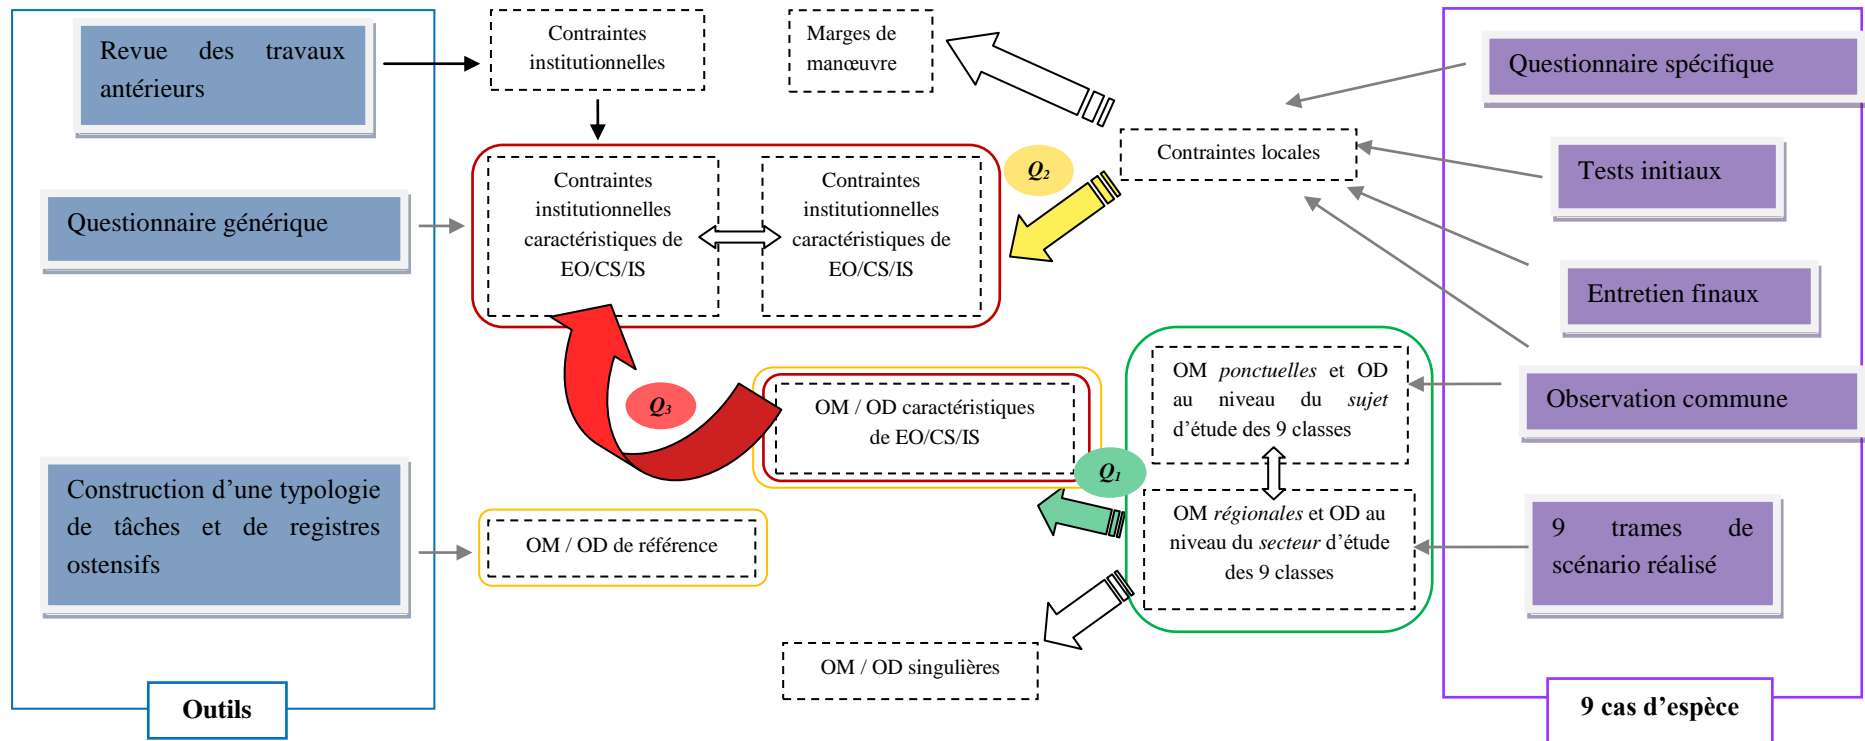 Revue des travaux
antérieurs
Questionnaire générique
Construction d’une typologie
de tâches et de registres
ostensifs
Outils
Contraintes
institutionnelles
Marges de
manœuvre
Contraintes
institutionnelles
caractéristiques de
EO/CS/IS
Contraintes
institutionnelles
caractéristiques de
EO/CS/IS
Q2
Contraintes locales
Q3
OM / OD caractéristiques
de EO/CS/IS
Q1
OM / OD de référence
OM / OD singulières
OM ponctuelles et OD
au niveau du sujet
d’étude des 9 classes
OM régionales et OD au
niveau du secteur d’étude
des 9 classes
Questionnaire spécifique
Tests initiaux
Entretien finaux
Observation commune
9 trames de
scénario réalisé
9 cas d’espèce